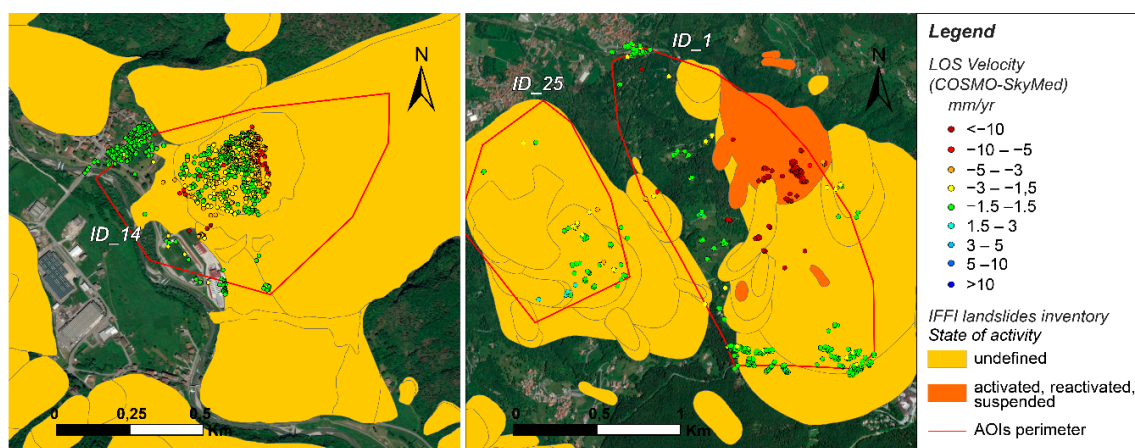 N
ID_14
0
0,25
0,5
Km
N
ID_1
ID_25
0
0,5
1
Km
Legend
LOS Velocity
(COSMO-SkyMed)
mm/yr
<−10
−10 – −5
−5 – −3
−3 – −1,5
−1.5 –1.5
1.5 – 3
3 – 5
5 –10
>10
IFFI landslides inventory
State of activity
undefined
activated, reactivated,
suspended
AOIs perimeter